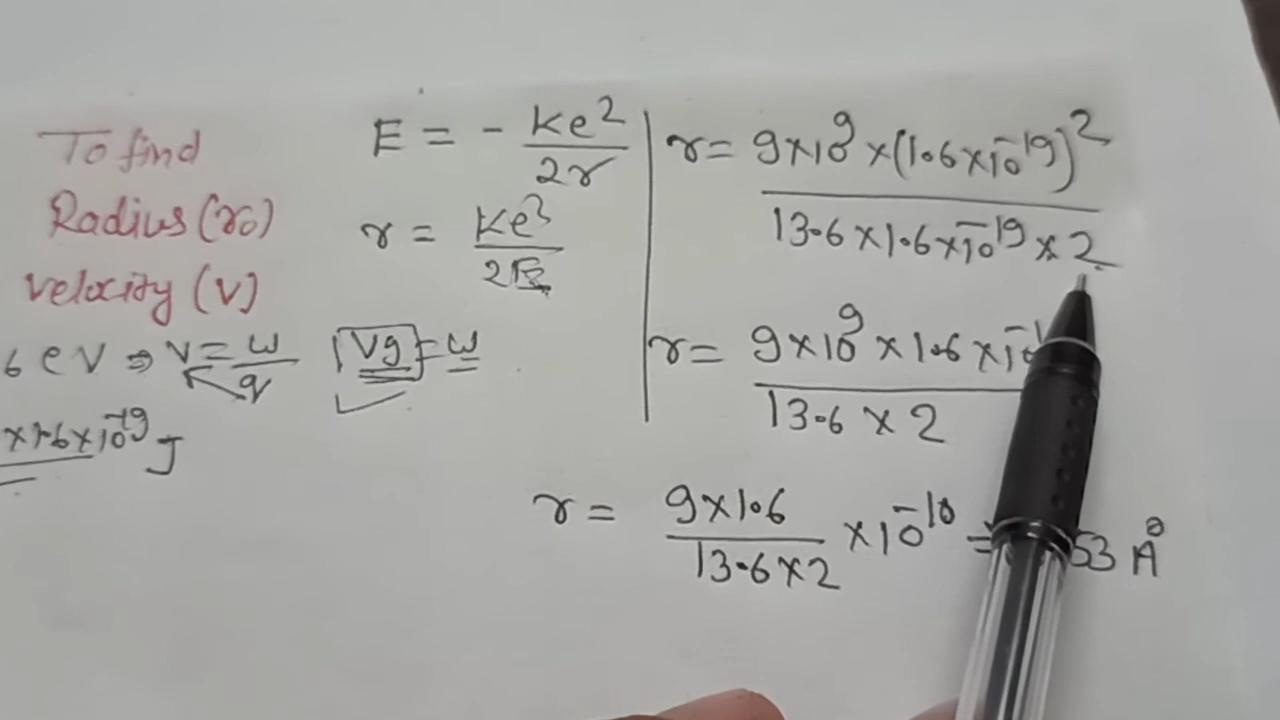 To find
Radius (r₀)
velocity (V)
6 eV ⇒ V = ω/q
Vq = ω
×1.6×10⁻¹⁹ J
E = - Ke²/2r
r = Ke²/2E
r = 9×10⁹ × (1.6×10⁻¹⁹)² / 13.6×1.6×10⁻¹⁹ × 2
r = 9×10⁹ × 1.6 × 10 / 13.6 × 2
r = 9×1.6 / 13.6×2 × 10⁻¹⁰ = 53 Å